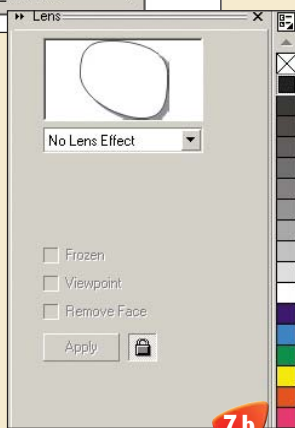 Lens
No Lens Effect
Frozen
Viewpoint
Remove Face
Apply
7b